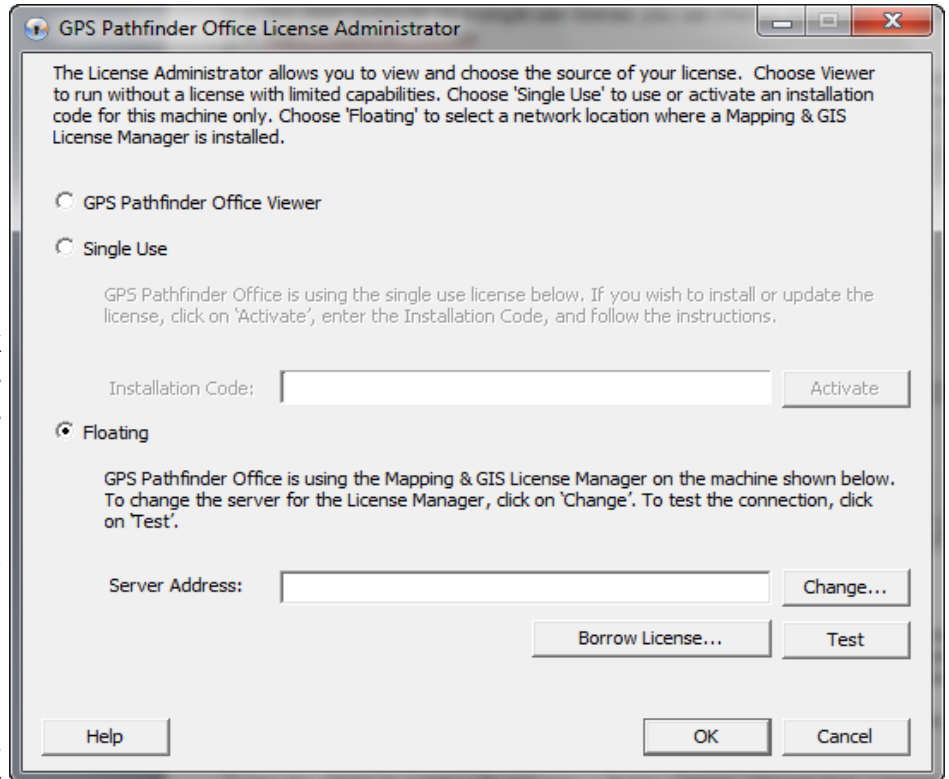 GPS Pathfinder Office License Administrator
The License Administrator allows you to view and choose the source of your license. Choose Viewer
to run without a license with limited capabilities. Choose 'Single Use' to use or activate an installation
code for this machine only. Choose 'Floating' to select a network location where a Mapping & GIS
License Manager is installed.
GPS Pathfinder Office Viewer
Single Use
GPS Pathfinder Office is using the single use license below. If you wish to install or update the
license, click on 'Activate', enter the Installation Code, and follow the instructions.
Installation Code:
Activate
Floating
GPS Pathfinder Office is using the Mapping & GIS License Manager on the machine shown below.
To change the server for the License Manager, click on 'Change'. To test the connection, click
on 'Test'.
Server Address:
Change...
Borrow License...
Test
Help
OK
Cancel